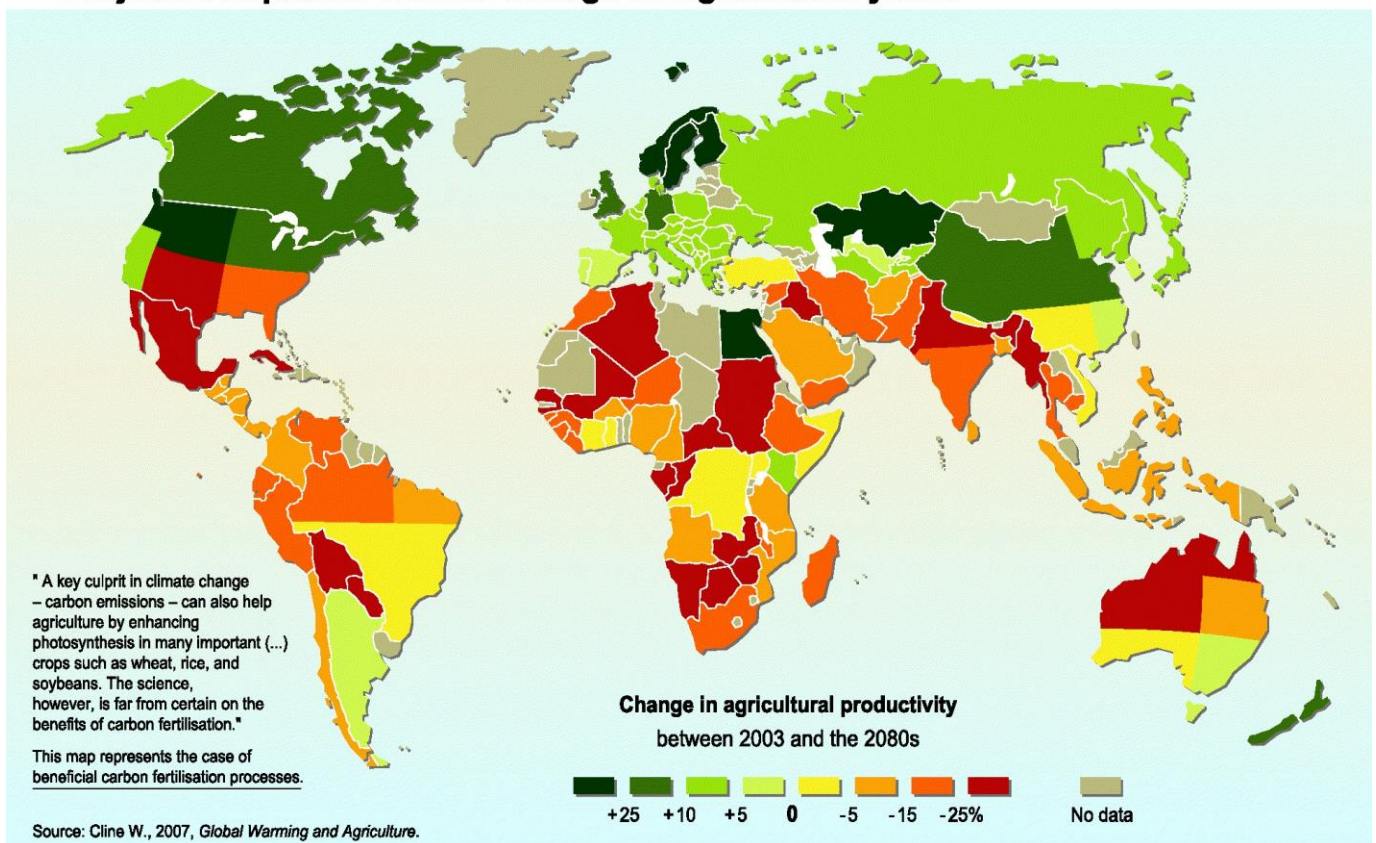 " A key culprit in climate change
– carbon emissions – can also help
agriculture by enhancing
photosynthesis in many important (...)
crops such as wheat, rice, and
soybeans. The science,
however, is far from certain on the
benefits of carbon fertilisation."
This map represents the case of
beneficial carbon fertilisation processes.
Source: Cline W., 2007, Global Warming and Agriculture.
Change in agricultural productivity
between 2003 and the 2080s
+25 +10 +5 0 -5 -15 -25%
No data